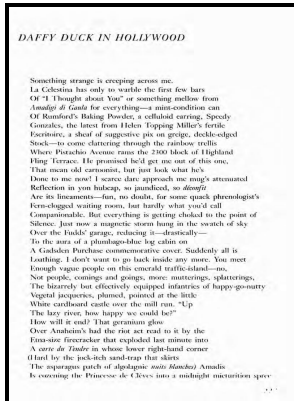 DAFFY DUCK IN HOLLYWOOD
Something strange is creeping across me.
La Celestina has only to warble the first few bars
Of "I Thought about You" or something mellow from
Amadigi di Gaula for everything—a mint-condition can
Of Rumford's Baking Powder, a celluloid earring, Speedy
Gonzales, the latest from Helen Topping Miller's fertile
Escritoire, a sheaf of suggestive pix on greige, deckle-edged
Stock—to come clattering through the rainbow trellis
Where Pistachio Avenue rams the 2300 block of Highland
Fling Terrace. He promised he'd get me out of this one,
That mean old cartoonist, but just look what he's
Done to me now! I scarce dare approach me mug's attenuated
Reflection in yon hubcap, so jaundiced, so déconfit
Are its lineaments—fun, no doubt, for some quack phrenologist's
Fern-clogged waiting room, but hardly what you'd call
Companionable. But everything is getting choked to the point of
Silence. Just now a magnetic storm hung in the swatch of sky
Over the Fudds' garage, reducing it—drastically—
To the aura of a plumbago-blue log cabin on
A Gadsden Purchase commemorative cover. Suddenly all is
Loathing. I don't want to go back inside any more. You meet
Enough vague people on this emerald traffic-island—no,
Not people, comings and goings, more: mutterings, splatterings,
The bizarrely but effectively equipped infantries of happy-go-nutty
Vegetal jacqueries, plumed, pointed at the little
White cardboard castle over the mill run. "Up
The lazy river, how happy we could be?"
How will it end? That geranium glow
Over Anaheim's had the riot act read to it by the
Etna-size firecracker that exploded last minute into
A carte du Tendre in whose lower right-hand corner
(Hard by the jock-itch sand-trap that skirts
The asparagus patch of algolagnic nuits blanches) Amadis
Is cozening the Princesse de Clèves into a midnight micturition spree